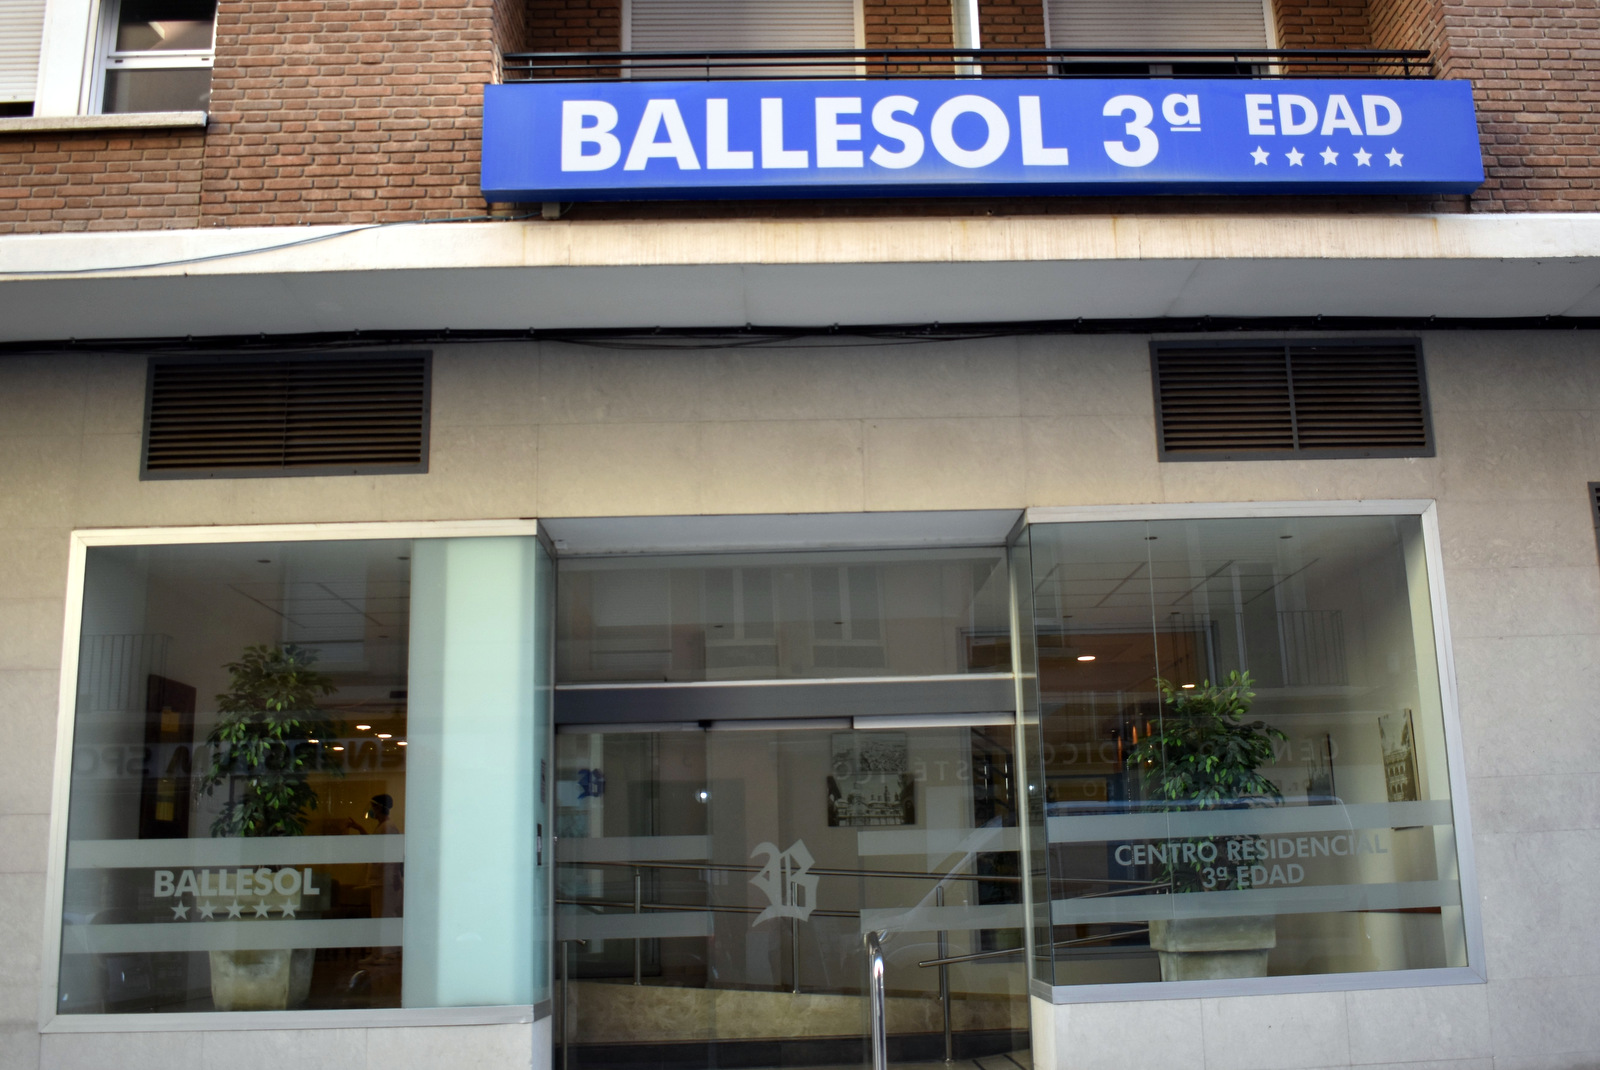 BALLESOL 3ª EDAD
BALLESOL
B
CENTRO RESIDENCIAL
3ª EDAD